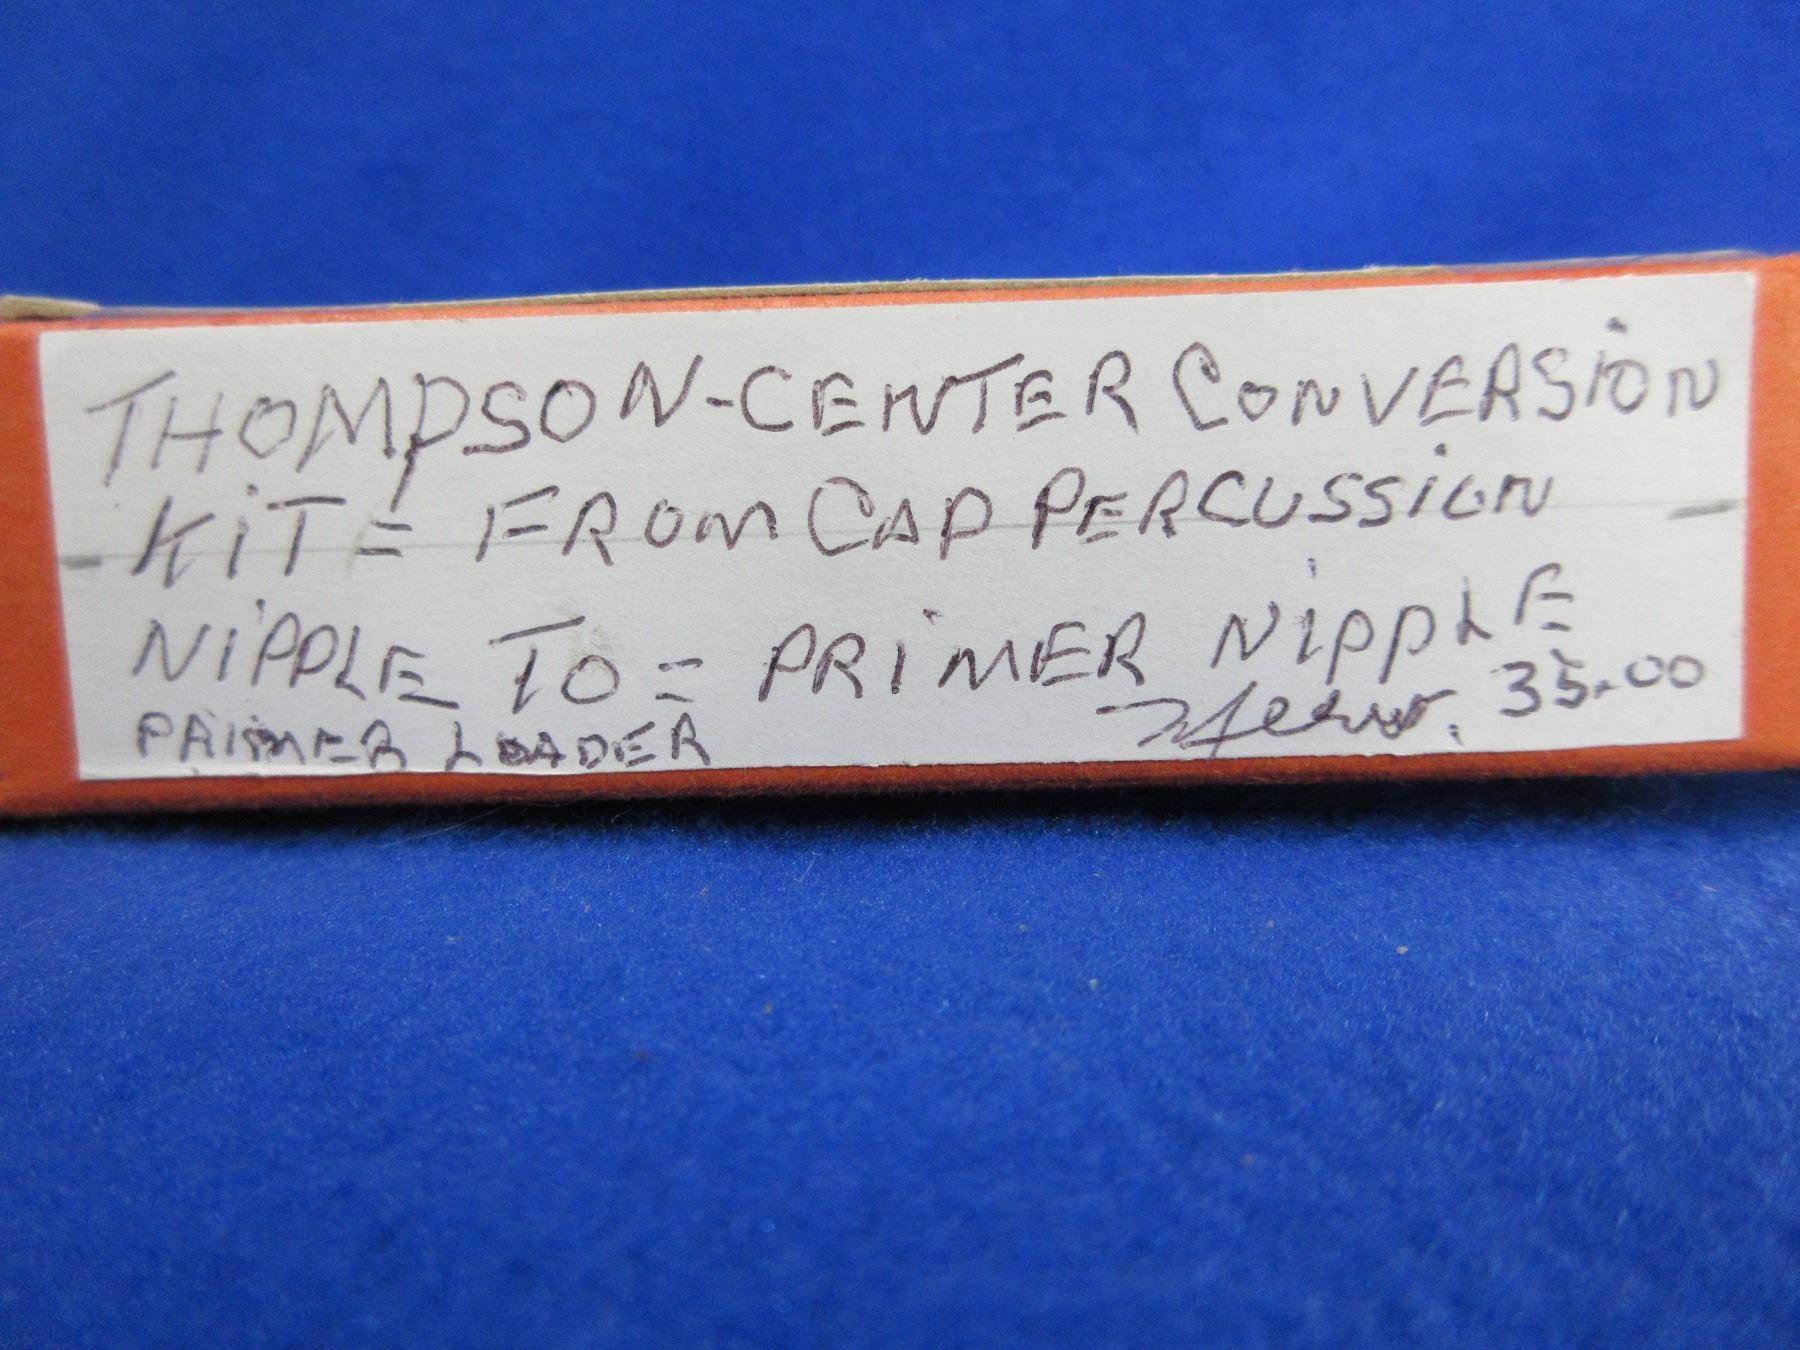 THOMPSON-CENTER CONVERSION
KiT = FROM CAP PERCUSSiON
NiPPLE TO = PRiMER NiPPLE
PRiMER LOADER 35.00